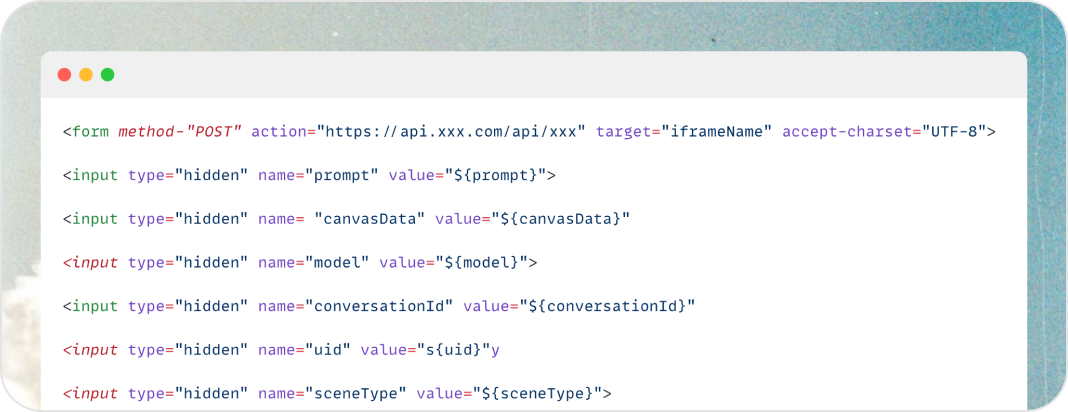 <form method-"POST" action="https://api.xxx.com/api/xxx" target="iframeName" accept-charset="UTF-8">
<input type="hidden" name="prompt" value="${prompt}">
<input type="hidden" name= "canvasData" value="${canvasData}"
<input type="hidden" name="model" value="${model}">
<input type="hidden" name="conversationId" value="${conversationId}"
<input type="hidden" name="uid" value="s{uid}"y
<input type="hidden" name="sceneType" value="${sceneType}">